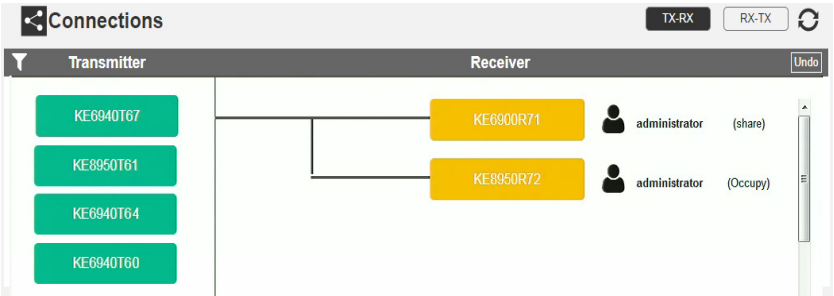 Connections
TX-RX
RX-TX
Transmitter
Receiver
Undo
KE6940T67
KE6900R71
administrator
(share)
KE8950T61
KE8950R72
administrator
(Occupy)
KE6940T64
KE6940T60